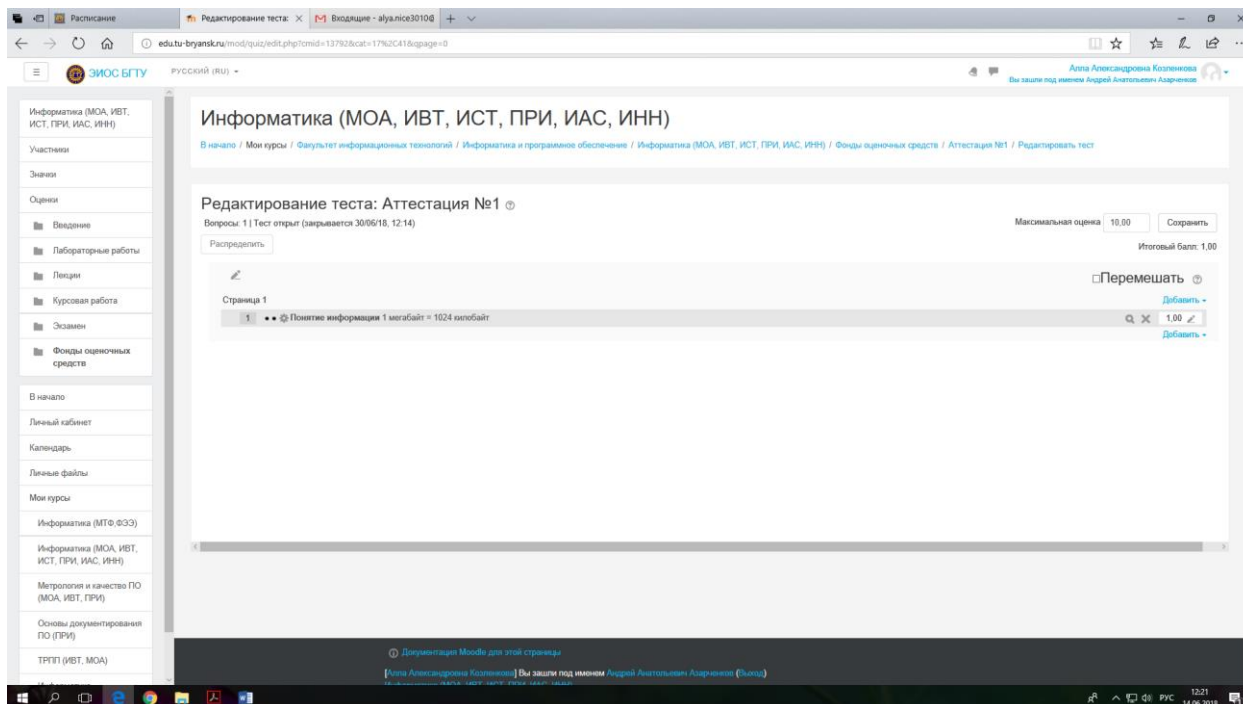 Расписание
Редактирование теста:
Входящие - alya.nice3010@
edu.tu-bryansk.ru/mod/quiz/edit.php?cmid=13792&cat=17%2C41&qpage=0
ЭИОС БГТУ
РУССКИЙ (RU)
Алла Александровна Козленкова
Вы зашли под именем Андрей Анатольевич Азарченков
Информатика (МОА, ИВТ,
ИСТ, ПРИ, ИАС, ИНН)
Участники
Значки
Оценки
Введение
Лабораторные работы
Лекции
Курсовая работа
Экзамен
Фонды оценочных
средств
В начало
Личный кабинет
Календарь
Личные файлы
Мои курсы
Информатика (МТФ,ФЭЭ)
Информатика (МОА, ИВТ,
ИСТ, ПРИ, ИАС, ИНН)
Метрология и качество ПО
(МОА, ИВТ, ПРИ)
Основы документирования
ПО (ПРИ)
ТРПП (ИВТ, МОА)
Информатика (МОА, ИВТ, ИСТ, ПРИ, ИАС, ИНН)
В начало / Мои курсы / Факультет информационных технологий / Информатика и программное обеспечение / Информатика (МОА, ИВТ, ИСТ, ПРИ, ИАС, ИНН) / Фонды оценочных средств / Аттестация №1 / Редактировать тест
Редактирование теста: Аттестация №1
Вопросы: 1 | Тест открыт (закрывается 30/06/18, 12:14)
Максимальная оценка 10,00 Сохранить
Распределить
Итоговый балл: 1,00
Перемешать
Страница 1
Добавить
1 Понятие информации 1 мегабайт = 1024 килобайт 1,00
Добавить
Документация Moodle для этой страницы
[Алла Александровна Козленкова] Вы зашли под именем Андрей Анатольевич Азарченков (Выход)
РУС
12:21
14.06.2018